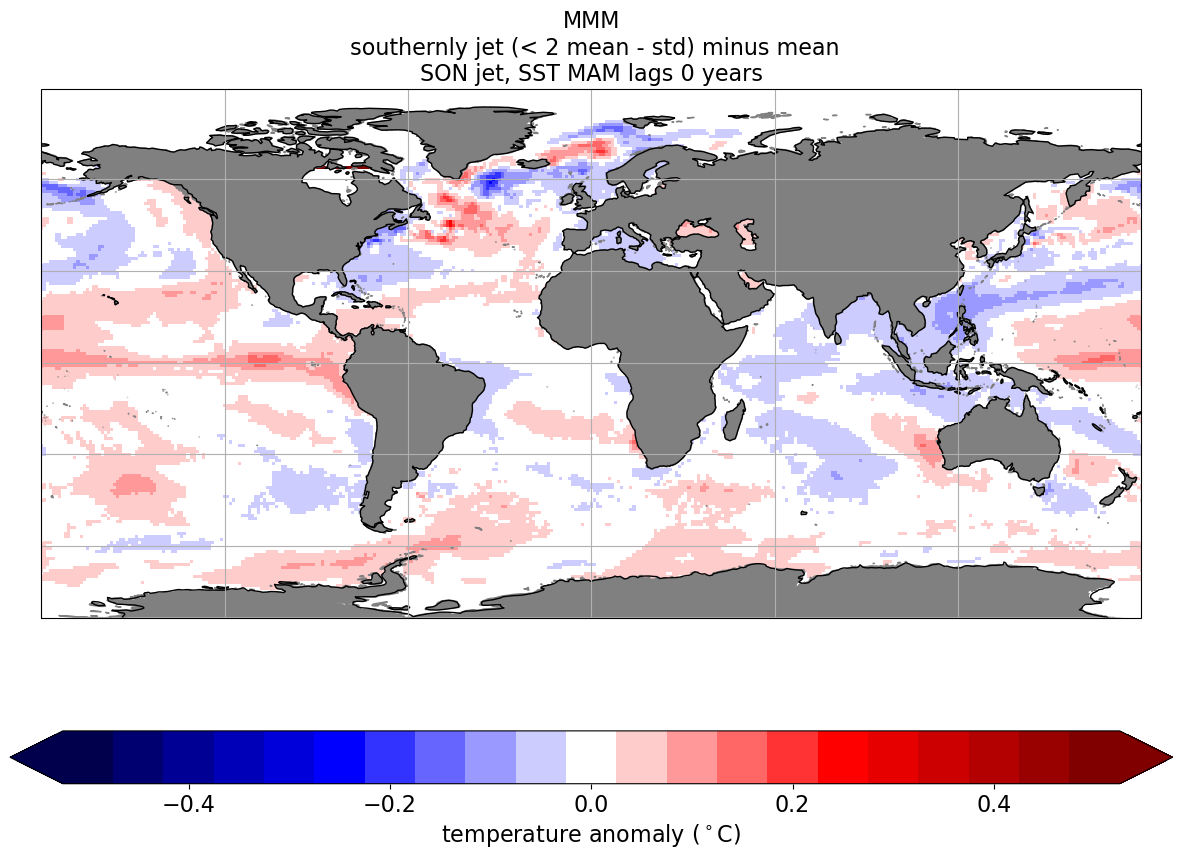 MMM
southernly jet (< 2 mean - std) minus mean
SON jet, SST MAM lags 0 years
−0.4 −0.2 0.0 0.2 0.4
temperature anomaly (°C)